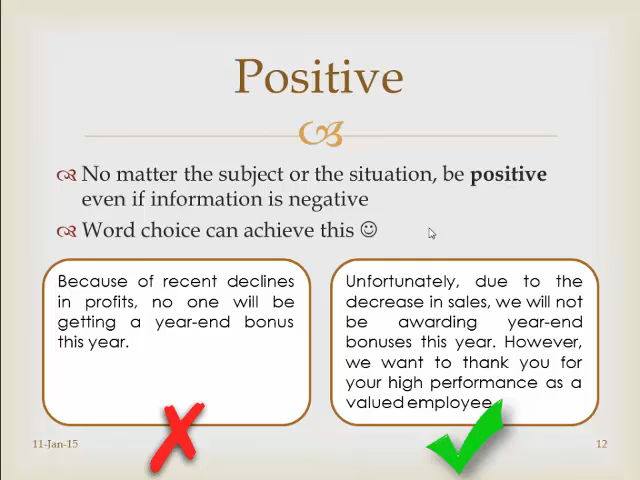 Positive
No matter the subject or the situation, be positive
even if information is negative
Word choice can achieve this ☺
Because of recent declines
in profits, no one will be
getting a year-end bonus
this year.
Unfortunately, due to the
decrease in sales, we will not
be awarding year-end
bonuses this year. However,
we want to thank you for
your high performance as a
valued employee.
11-Jan-15
12